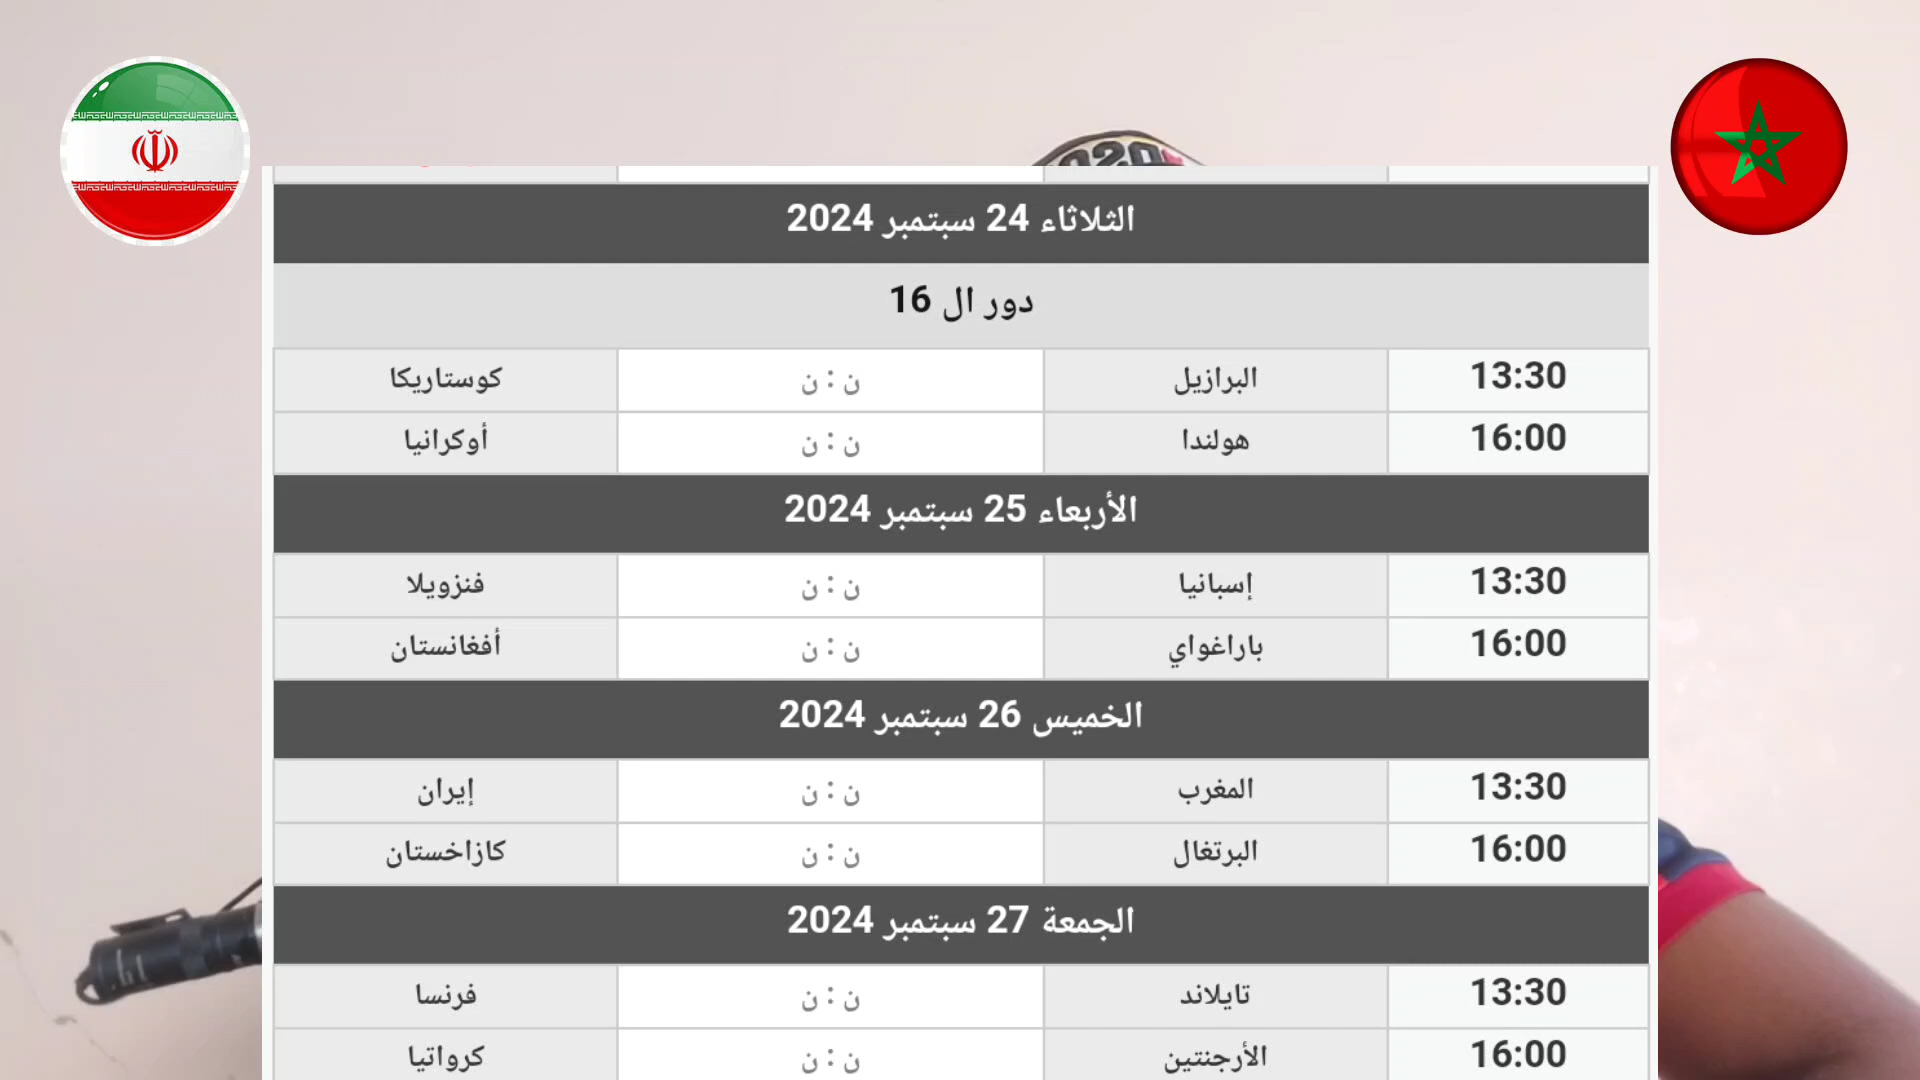 020
الثلاثاء 24 سبتمبر 2024
دور ال 16
13:30 البرازيل ن : ن كوستاريكا
16:00 هولندا ن : ن أوكرانيا
الأربعاء 25 سبتمبر 2024
13:30 إسبانيا ن : ن فنزويلا
16:00 باراغواي ن : ن أفغانستان
الخميس 26 سبتمبر 2024
13:30 المغرب ن : ن إيران
16:00 البرتغال ن : ن كازاخستان
الجمعة 27 سبتمبر 2024
13:30 تايلاند ن : ن فرنسا
16:00 الأرجنتين ن : ن كرواتيا